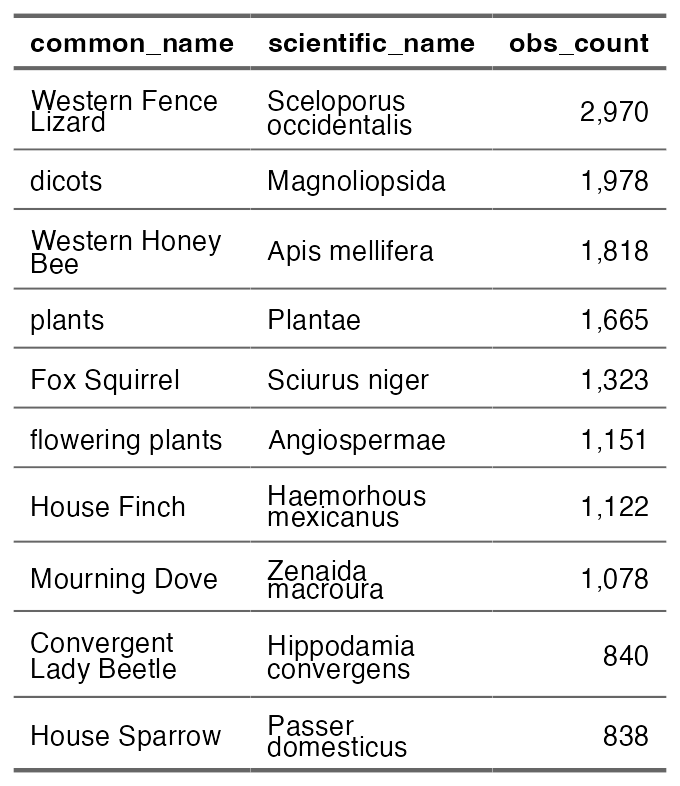 common_name scientific_name obs_count
Western Fence Lizard Sceloporus occidentalis 2,970
dicots Magnoliopsida 1,978
Western Honey Bee Apis mellifera 1,818
plants Plantae 1,665
Fox Squirrel Sciurus niger 1,323
flowering plants Angiospermae 1,151
House Finch Haemorhous mexicanus 1,122
Mourning Dove Zenaida macroura 1,078
Convergent Lady Beetle Hippodamia convergens 840
House Sparrow Passer domesticus 838